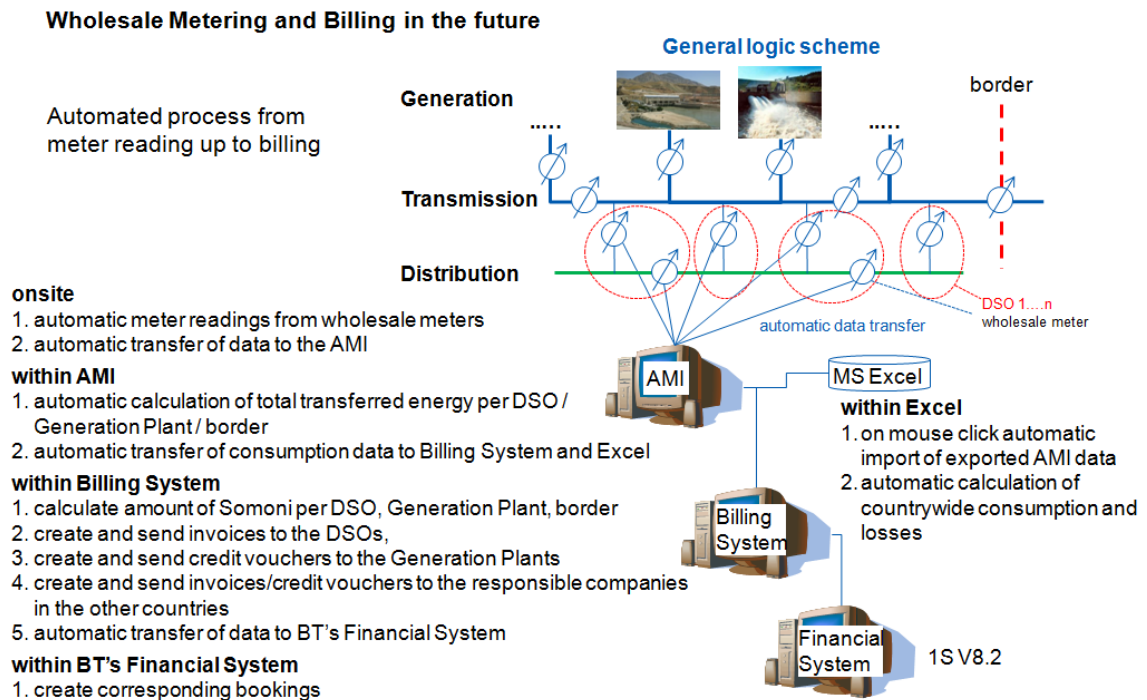 Wholesale Metering and Billing in the future
General logic scheme
Automated process from
meter reading up to billing
Generation
.....
.....
border
Transmission
Distribution
DSO 1....n
wholesale meter
automatic data transfer
onsite
1. automatic meter readings from wholesale meters
2. automatic transfer of data to the AMI
within AMI
1. automatic calculation of total transferred energy per DSO /
Generation Plant / border
2. automatic transfer of consumption data to Billing System and Excel
within Billing System
1. calculate amount of Somoni per DSO, Generation Plant, border
2. create and send invoices to the DSOs,
3. create and send credit vouchers to the Generation Plants
4. create and send invoices/credit vouchers to the responsible companies
in the other countries
5. automatic transfer of data to BT's Financial System
within BT's Financial System
1. create corresponding bookings
AMI
MS Excel
within Excel
1. on mouse click automatic
import of exported AMI data
2. automatic calculation of
countrywide consumption and
losses
Billing
System
Financial
System
1S V8.2